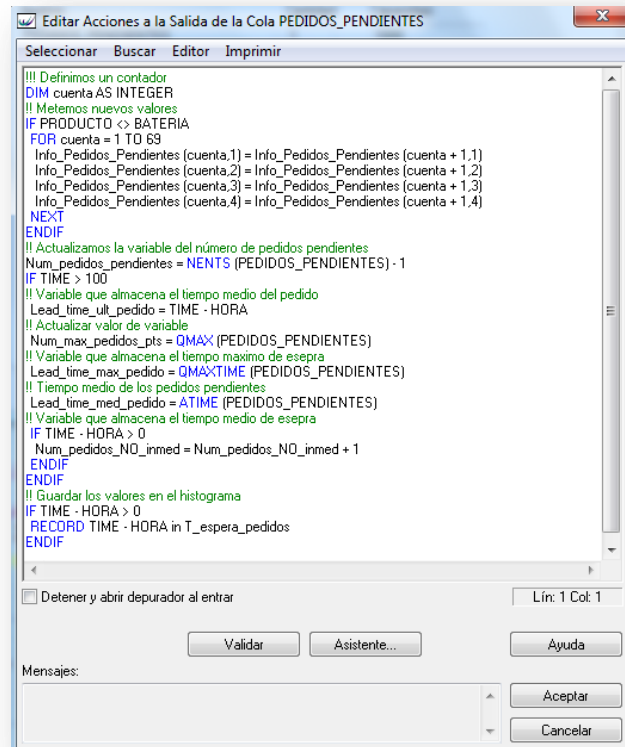 Editar Acciones a la Salida de la Cola PEDIDOS_PENDIENTES
Seleccionar Buscar Editor Imprimir
!!! Definimos un contador
DIM cuenta AS INTEGER
!! Metemos nuevos valores
IF PRODUCTO <> BATERIA
FOR cuenta = 1 TO 69
Info_Pedidos_Pendientes (cuenta,1) = Info_Pedidos_Pendientes (cuenta + 1,1)
Info_Pedidos_Pendientes (cuenta,2) = Info_Pedidos_Pendientes (cuenta + 1,2)
Info_Pedidos_Pendientes (cuenta,3) = Info_Pedidos_Pendientes (cuenta + 1,3)
Info_Pedidos_Pendientes (cuenta,4) = Info_Pedidos_Pendientes (cuenta + 1,4)
NEXT
ENDIF
!! Actualizamos la variable del número de pedidos pendientes
Num_pedidos_pendientes = NENTS (PEDIDOS_PENDIENTES) - 1
IF TIME > 100
!! Variable que almacena el tiempo medio del pedido
Lead_time_ult_pedido = TIME - HORA
!! Actualizar valor de variable
Num_max_pedidos_pts = QMAX (PEDIDOS_PENDIENTES)
!! Variable que almacena el tiempo maximo de esepra
Lead_time_max_pedido = QMAXTIME (PEDIDOS_PENDIENTES)
!! Tiempo medio de los pedidos pendientes
Lead_time_med_pedido = ATIME (PEDIDOS_PENDIENTES)
!! Variable que almacena el tiempo medio de esepra
IF TIME - HORA > 0
Num_pedidos_NO_inmed = Num_pedidos_NO_inmed + 1
ENDIF
ENDIF
!! Guardar los valores en el histograma
IF TIME - HORA > 0
RECORD TIME - HORA in T_espera_pedidos
ENDIF
Detener y abrir depurador al entrar
Lín: 1 Col: 1
Validar
Asistente...
Ayuda
Mensajes:
Aceptar
Cancelar